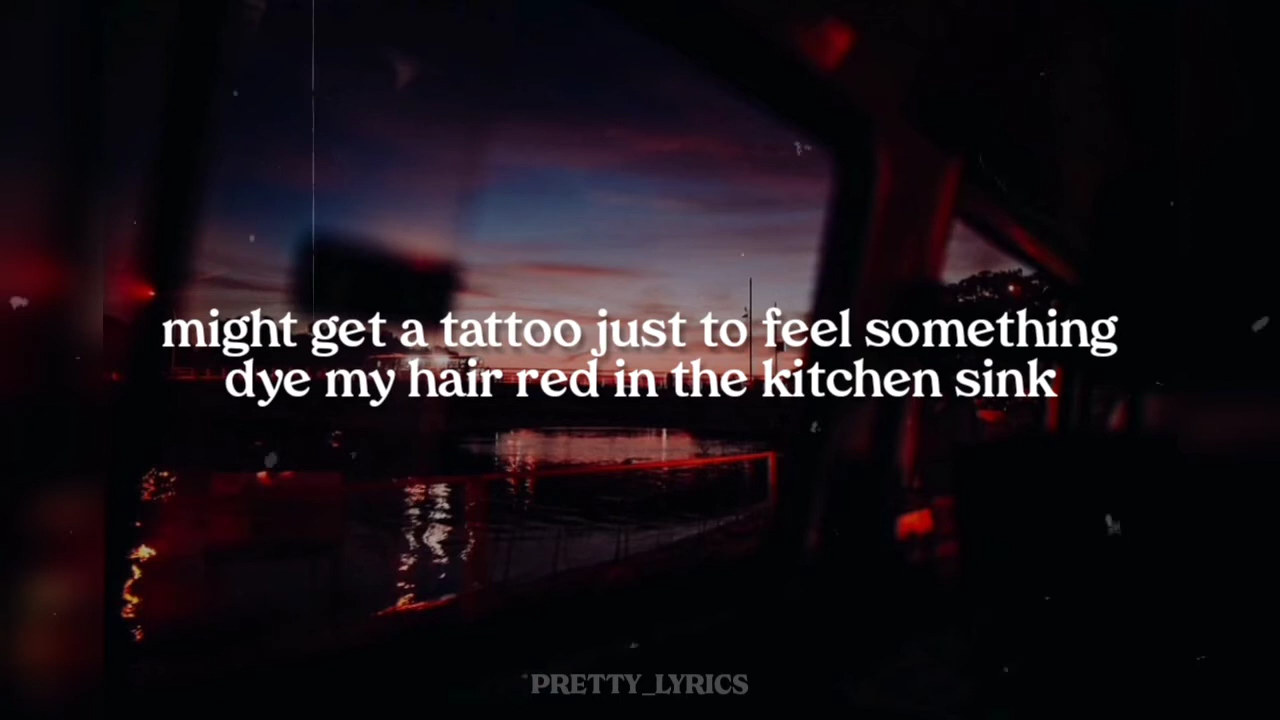 might get a tattoo just to feel something
dye my hair red in the kitchen sink
PRETTY_LYRICS